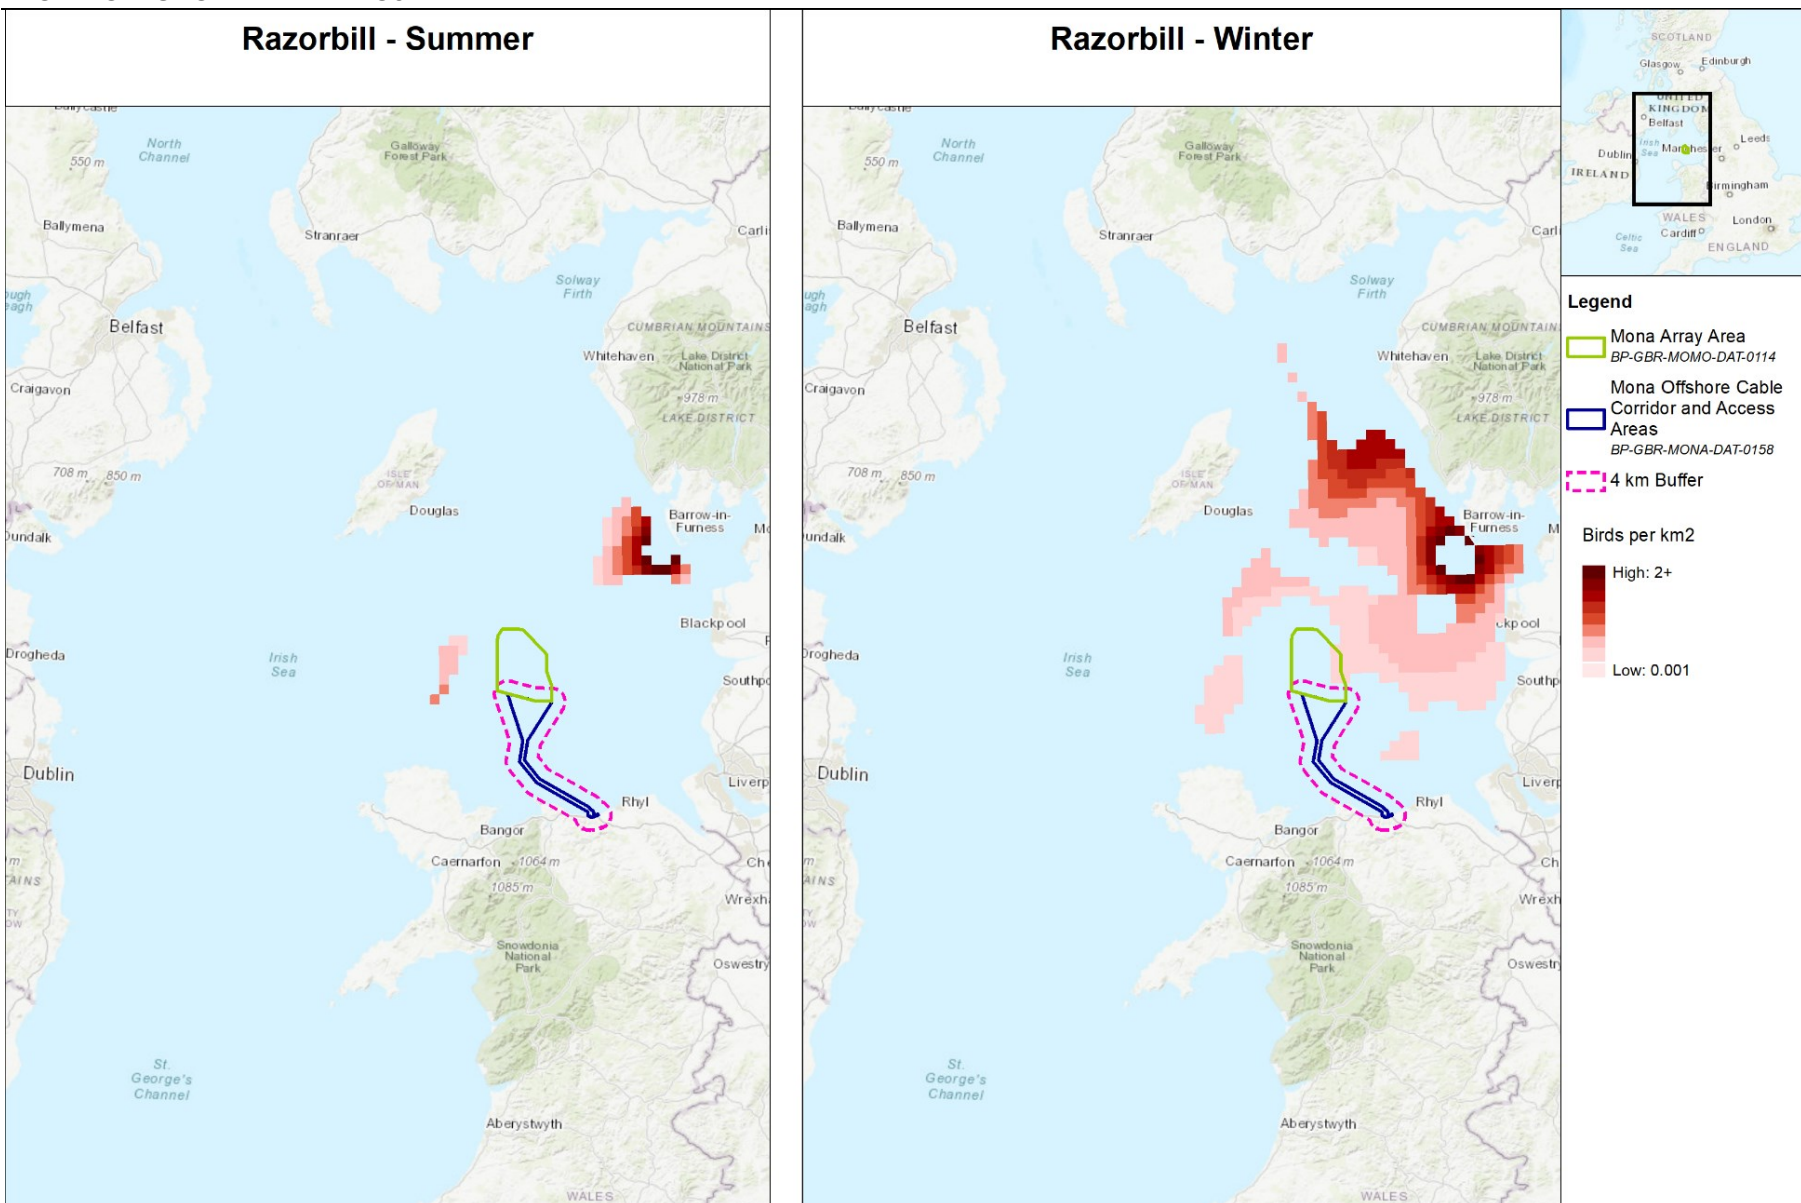 Razorbill - Summer
North
Channel
550 m
Galloway
Forest Park
Ballymena
Stranraer
Solway
Firth
Belfast
CUMBRIAN MOUNTAINS
Whitehaven
Lake District
National Park
Craigavon
978 m
LAKE DISTRICT
708 m
850 m
ISLE
OF MAN
Douglas
Barrow-in-
Furness
Dundalk
Blackpool
Drogheda
Irish
Sea
Dublin
Rhyl
Bangor
Caernarfon
1064 m
1085 m
Snowdonia
National
Park
Oswestry
St.
George's
Channel
Aberystwyth
WALES
Razorbill - Winter
North
Channel
550 m
Galloway
Forest Park
Ballymena
Stranraer
Solway
Firth
Belfast
CUMBRIAN MOUNTAIN
Whitehaven
Lake District
National Park
Craigavon
978 m
LAKE DISTRICT
708 m
850 m
ISLE
OF MAN
Douglas
Barrow-in-
Furness
undalk
ckpool
Drogheda
Irish
Sea
Dublin
Rhyl
Bangor
Caernarfon
1064 m
1085 m
Snowdonia
National
Park
Oswestry
St.
George's
Channel
Aberystwyth
WALES
SCOTLAND
Glasgow
Edinburgh
UNITED
KINGDOM
Belfast
Leeds
Irish
Sea
Manchester
Dublin
IRELAND
Birmingham
WALES
London
Celtic
Sea
Cardiff
ENGLAND
Legend
Mona Array Area
BP-GBR-MOMO-DAT-0114
Mona Offshore Cable
Corridor and Access
Areas
BP-GBR-MONA-DAT-0158
4 km Buffer
Birds per km2
High: 2+
Low: 0.001